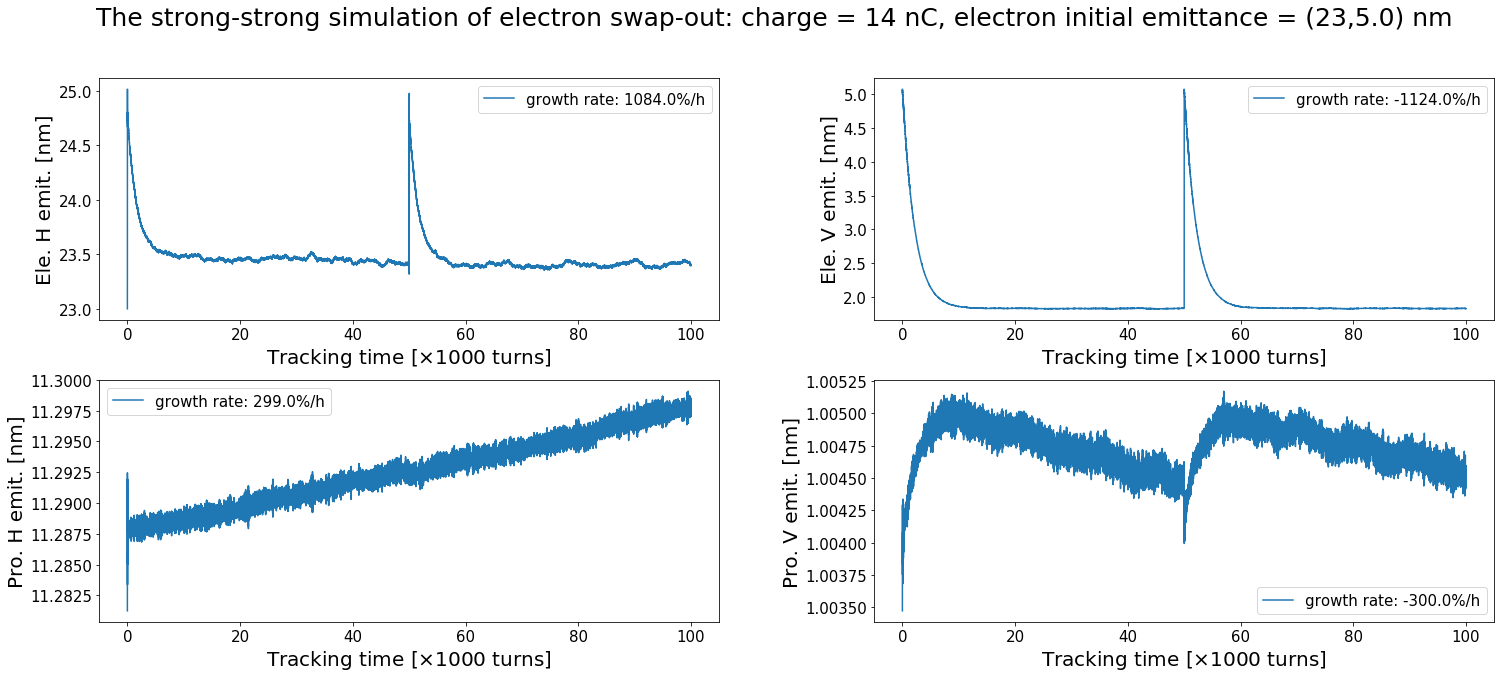 The strong-strong simulation of electron swap-out: charge = 14 nC, electron initial emittance = (23,5.0) nm
Ele. H emit. [nm]
25.0
24.5
24.0
23.5
23.0
growth rate: 1084.0%/h
0 20 40 60 80 100
Tracking time [×1000 turns]
Ele. V emit. [nm]
5.0
4.5
4.0
3.5
3.0
2.5
2.0
growth rate: -1124.0%/h
0 20 40 60 80 100
Tracking time [×1000 turns]
Pro. H emit. [nm]
11.3000
11.2975
11.2950
11.2925
11.2900
11.2875
11.2850
11.2825
growth rate: 299.0%/h
0 20 40 60 80 100
Tracking time [×1000 turns]
Pro. V emit. [nm]
1.00525
1.00500
1.00475
1.00450
1.00425
1.00400
1.00375
1.00350
growth rate: -300.0%/h
0 20 40 60 80 100
Tracking time [×1000 turns]